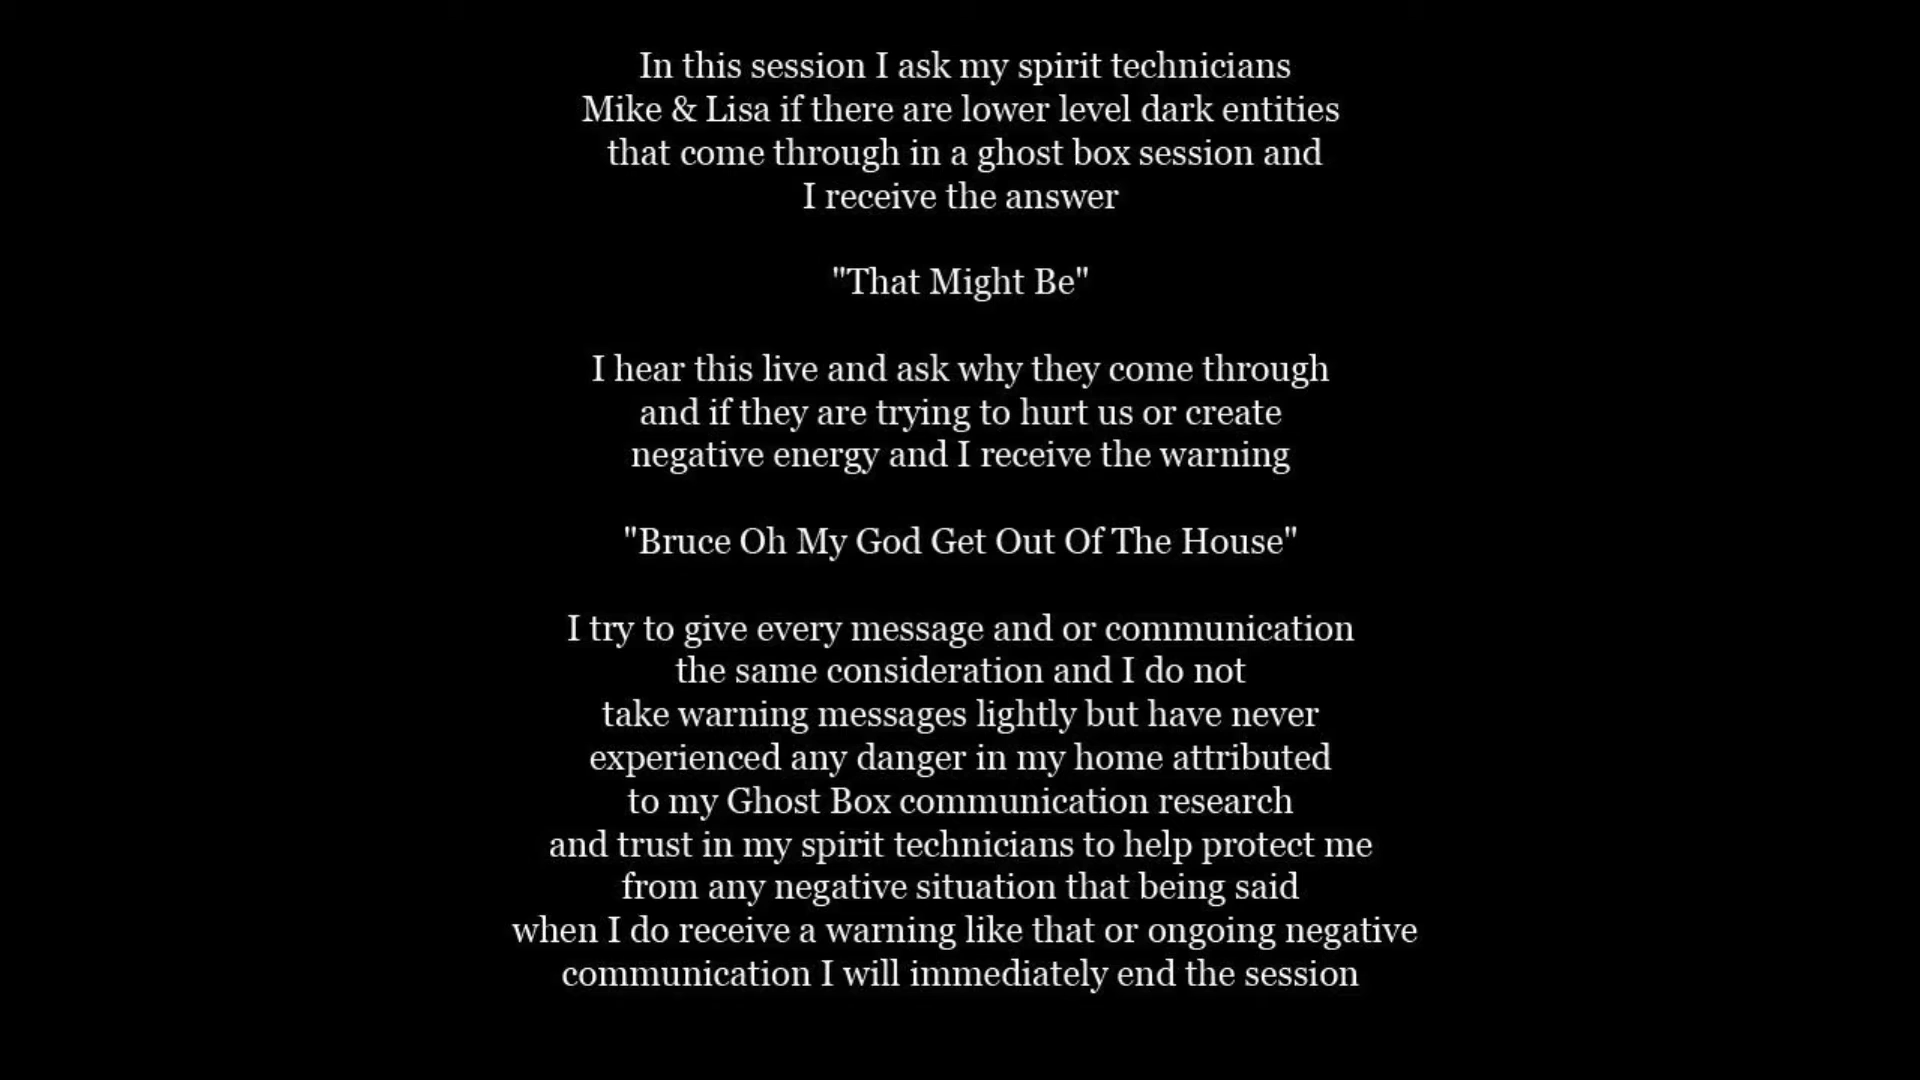 In this session I ask my spirit technicians
Mike & Lisa if there are lower level dark entities
that come through in a ghost box session and
I receive the answer
"That Might Be"
I hear this live and ask why they come through
and if they are trying to hurt us or create
negative energy and I receive the warning
"Bruce Oh My God Get Out Of The House"
I try to give every message and or communication
the same consideration and I do not
take warning messages lightly but have never
experienced any danger in my home attributed
to my Ghost Box communication research
and trust in my spirit technicians to help protect me
from any negative situation that being said
when I do receive a warning like that or ongoing negative
communication I will immediately end the session